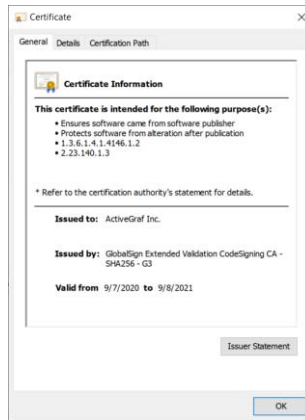 Certificate
General Details Certification Path
Certificate Information
This certificate is intended for the following purpose(s):
• Ensures software came from software publisher
• Protects software from alteration after publication
• 1.3.6.1.4.1.4146.1.2
• 2.23.140.1.3
* Refer to the certification authority's statement for details.
Issued to: ActiveGraf Inc.
Issued by: GlobalSign Extended Validation CodeSigning CA -
SHA256 - G3
Valid from 9/7/2020 to 9/8/2021
Issuer Statement
OK